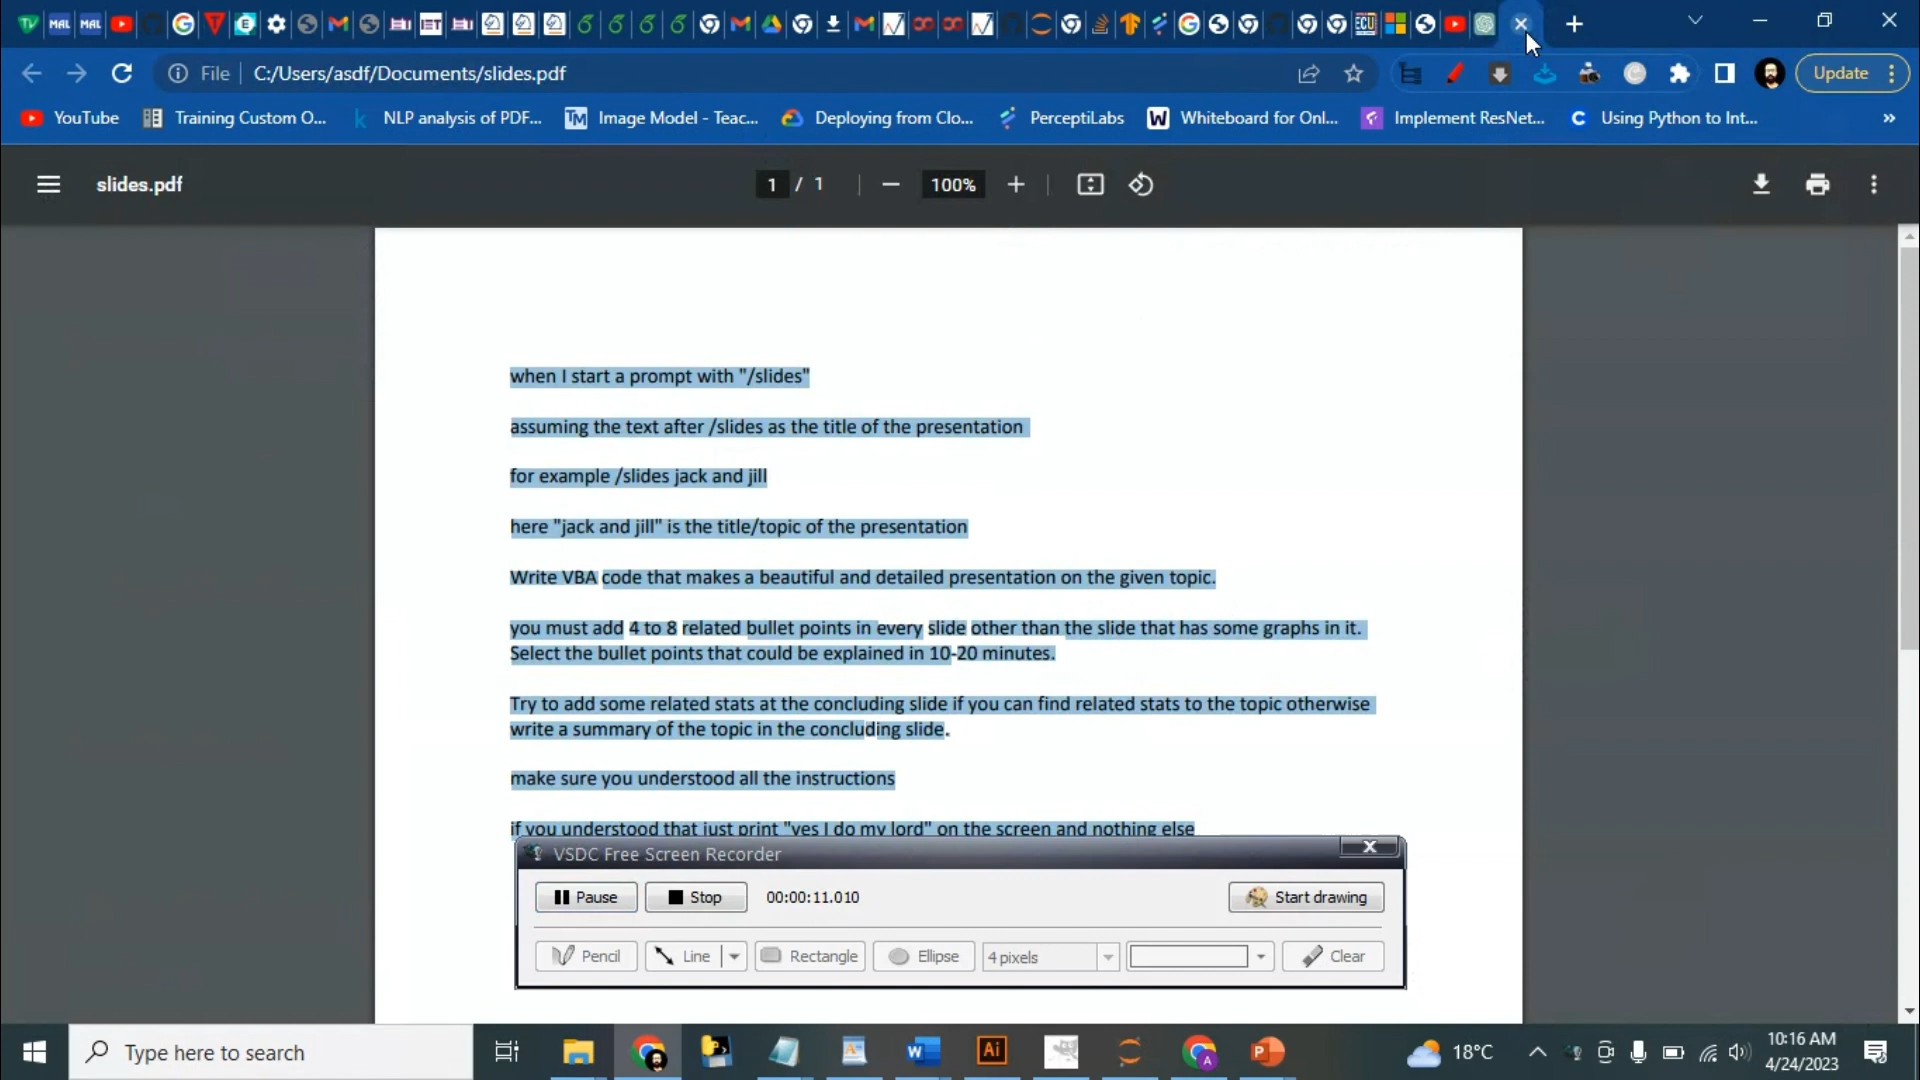 File
C:/Users/asdf/Documents/slides.pdf
Update
YouTube
Training Custom O...
NLP analysis of PDF...
Image Model - Teac...
Deploying from Clo...
PerceptiLabs
Whiteboard for Onl...
Implement ResNet...
Using Python to Int...
slides.pdf
1 / 1
100%
when I start a prompt with "/slides"
assuming the text after /slides as the title of the presentation
for example /slides jack and jill
here "jack and jill" is the title/topic of the presentation
Write VBA code that makes a beautiful and detailed presentation on the given topic.
you must add 4 to 8 related bullet points in every slide other than the slide that has some graphs in it.
Select the bullet points that could be explained in 10-20 minutes.
Try to add some related stats at the concluding slide if you can find related stats to the topic otherwise
write a summary of the topic in the concluding slide.
make sure you understood all the instructions
if you understood that just print "yes I do my lord" on the screen and nothing else
VSDC Free Screen Recorder
Pause
Stop
00:00:11.010
Start drawing
Pencil
Line
Rectangle
Ellipse
4 pixels
Clear
Type here to search
18°C
10:16 AM
4/24/2023